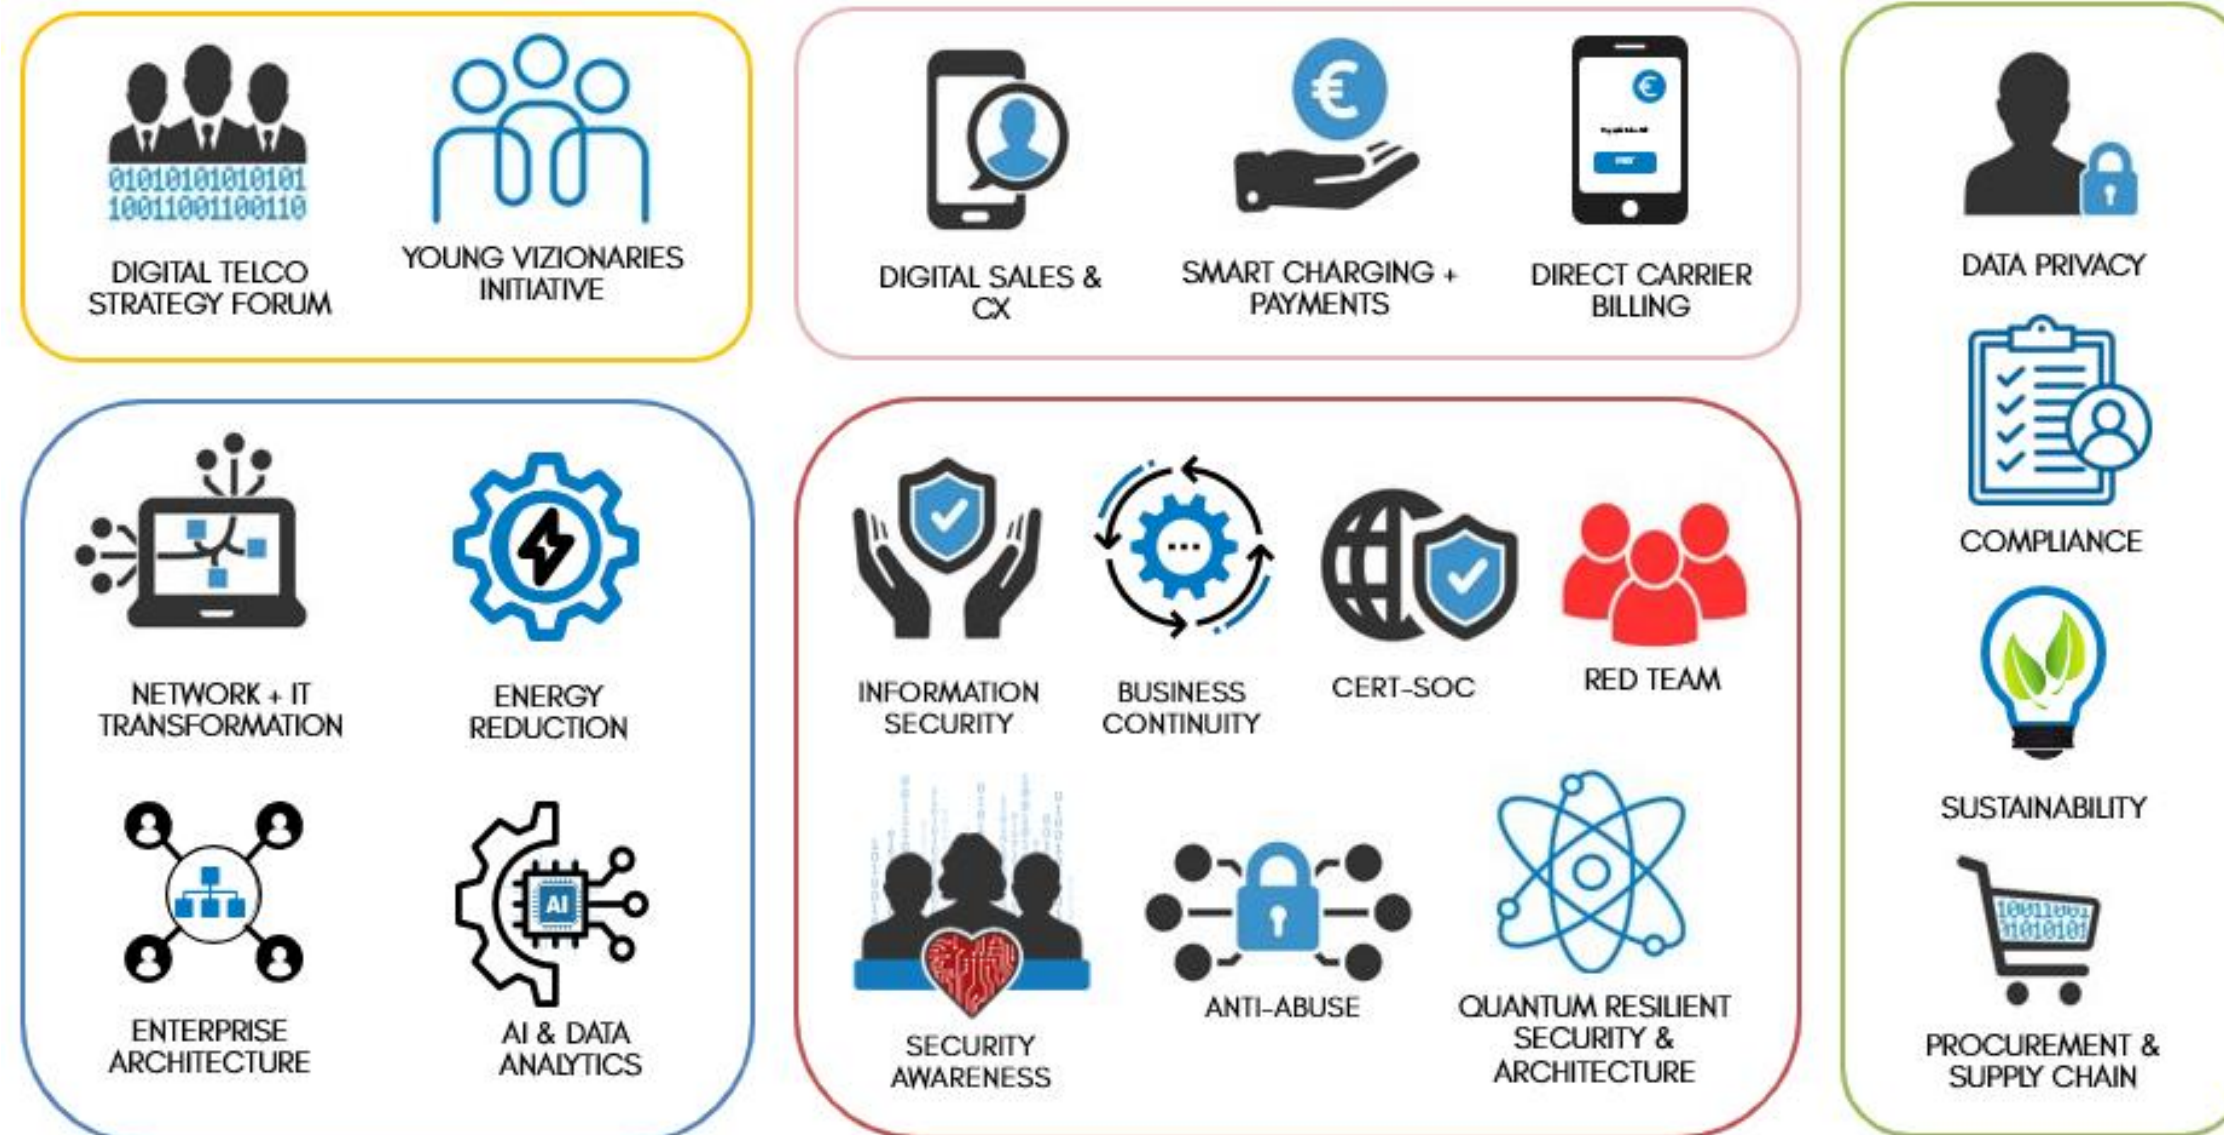 01010101010101
10011001100110
DIGITAL TELCO
STRATEGY FORUM
YOUNG VIZIONARIES
INITIATIVE
€
€
DIGITAL SALES &
CX
SMART CHARGING +
PAYMENTS
DIRECT CARRIER
BILLING
NETWORK + IT
TRANSFORMATION
ENERGY
REDUCTION
AI
ENTERPRISE
ARCHITECTURE
AI & DATA
ANALYTICS
INFORMATION
SECURITY
BUSINESS
CONTINUITY
CERT-SOC
RED TEAM
SECURITY
AWARENESS
ANTI-ABUSE
QUANTUM RESILIENT
SECURITY &
ARCHITECTURE
DATA PRIVACY
COMPLIANCE
SUSTAINABILITY
PROCUREMENT &
SUPPLY CHAIN